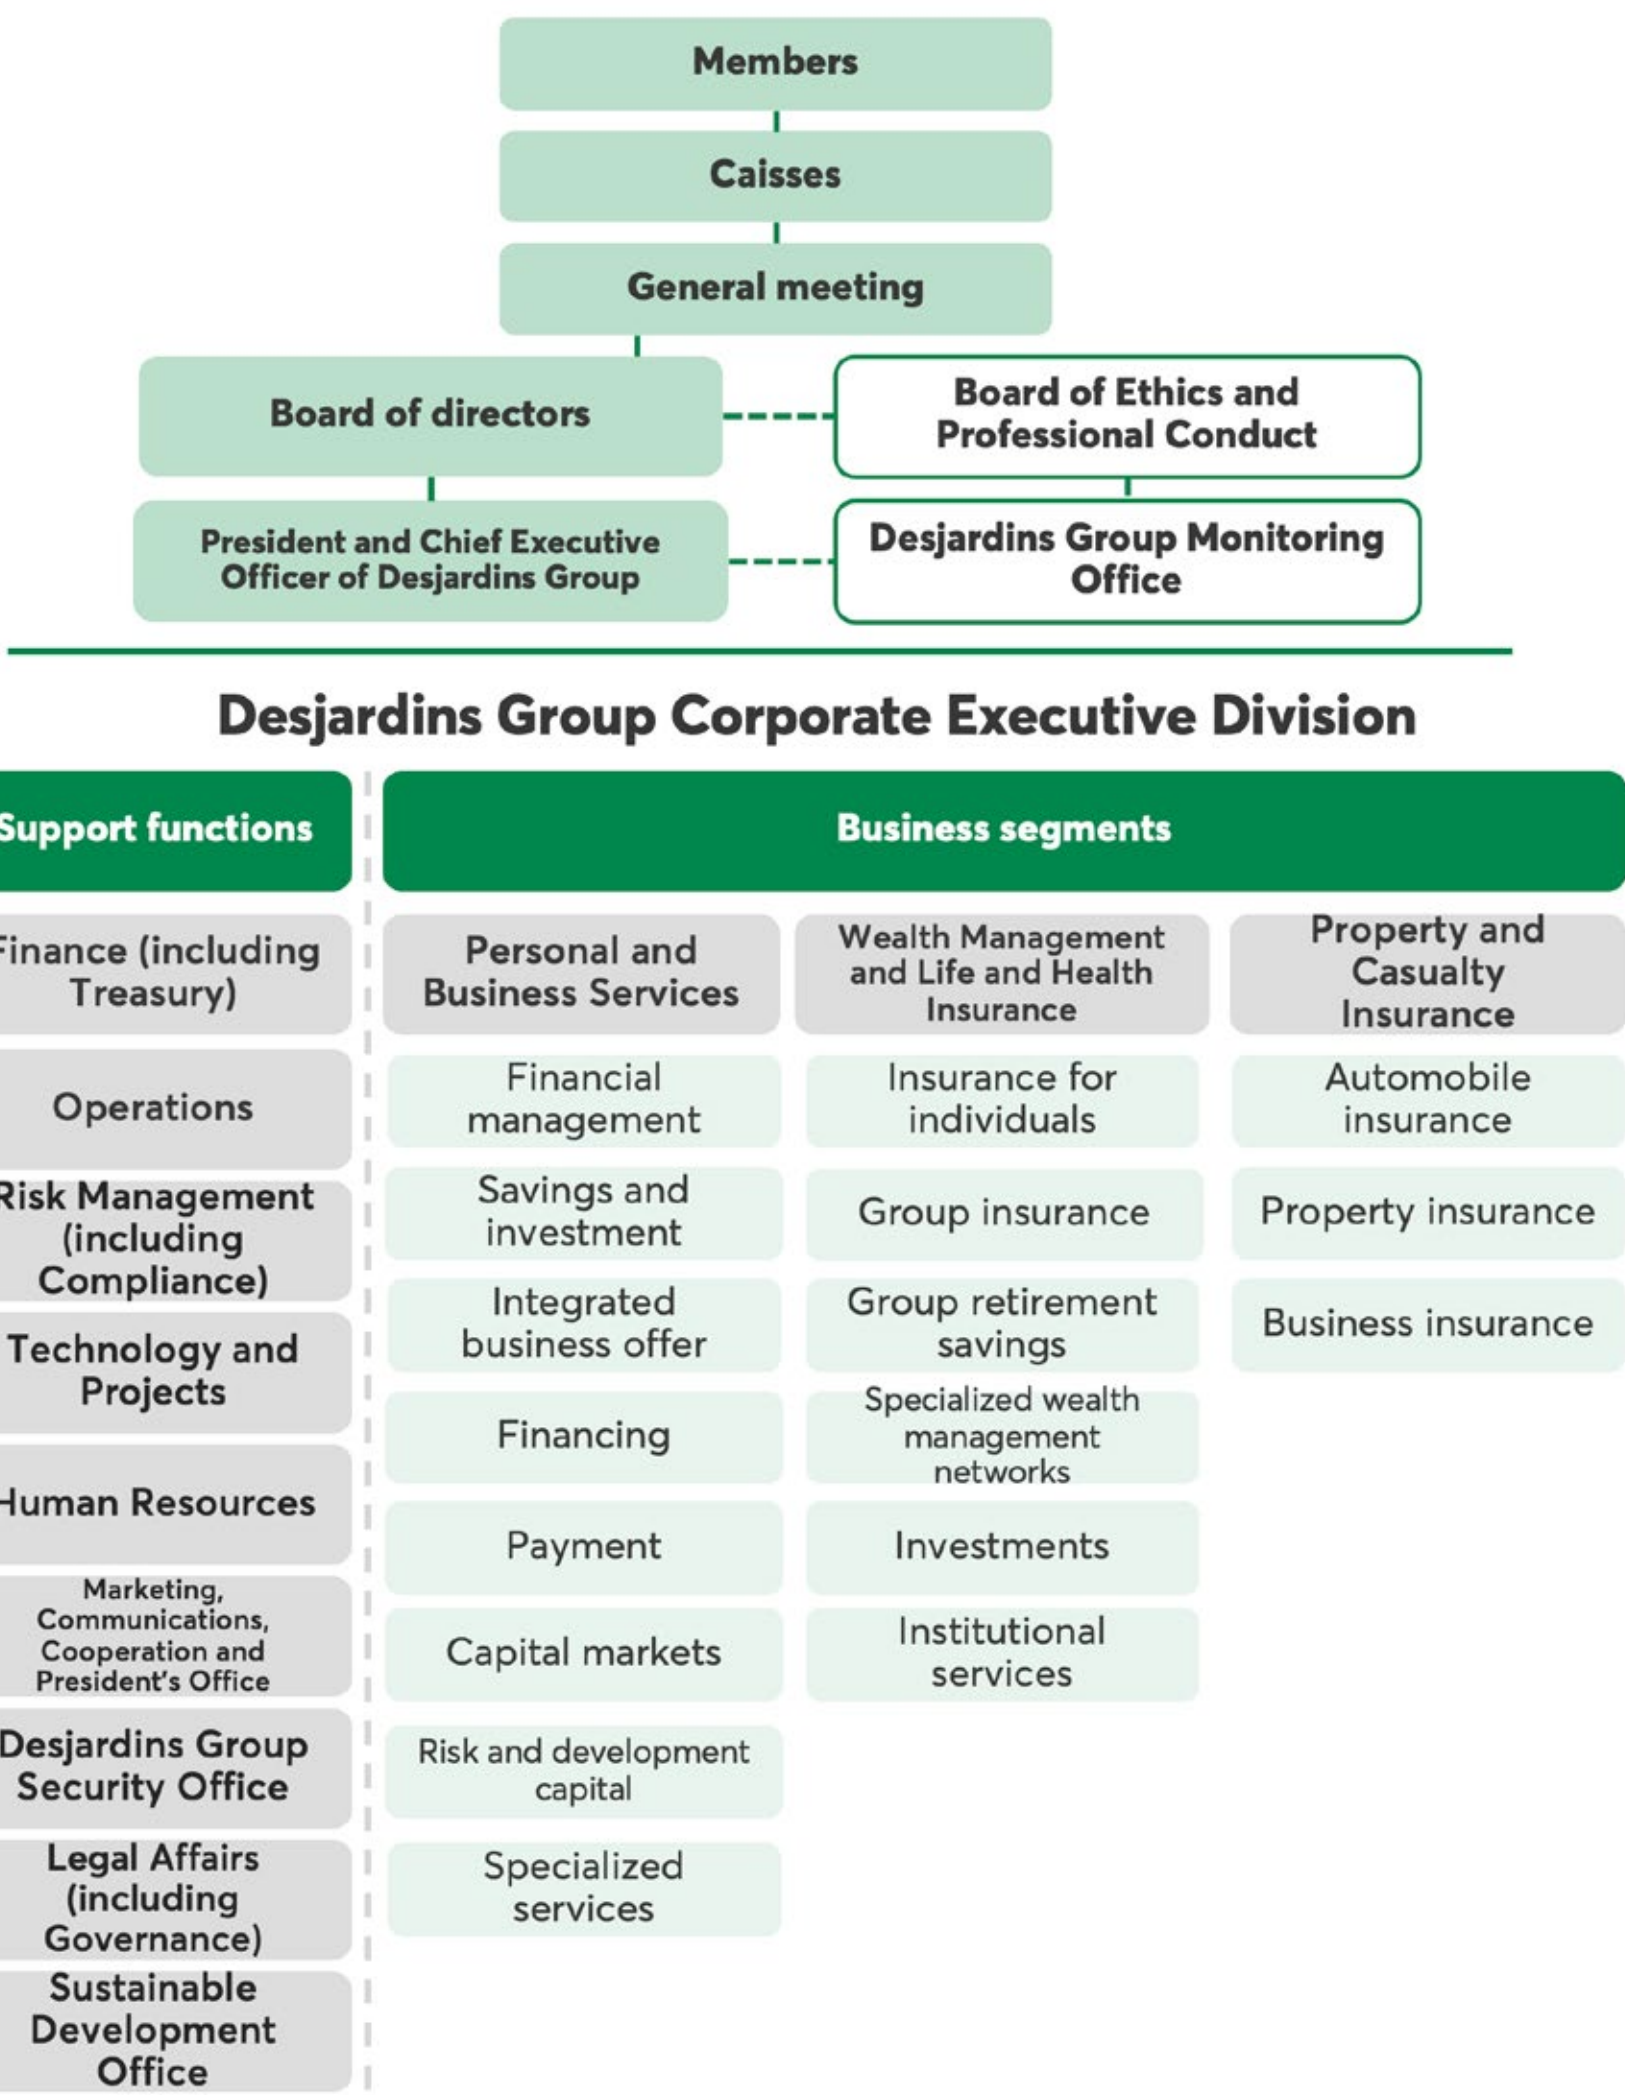 Members
Caisses
General meeting
Board of directors
Board of Ethics and
Professional Conduct
President and Chief Executive
Officer of Desjardins Group
Desjardins Group Monitoring
Office
Desjardins Group Corporate Executive Division
Support functions
Business segments
Finance (including
Treasury)
Operations
Risk Management
(including
Compliance)
Technology and
Projects
Human Resources
Marketing,
Communications,
Cooperation and
President's Office
Desjardins Group
Security Office
Legal Affairs
(including
Governance)
Sustainable
Development
Office
Personal and
Business Services
Financial
management
Savings and
investment
Integrated
business offer
Financing
Payment
Capital markets
Risk and development
capital
Specialized
services
Wealth Management
and Life and Health
Insurance
Insurance for
individuals
Group insurance
Group retirement
savings
Specialized wealth
management
networks
Investments
Institutional
services
Property and
Casualty
Insurance
Automobile
insurance
Property insurance
Business insurance